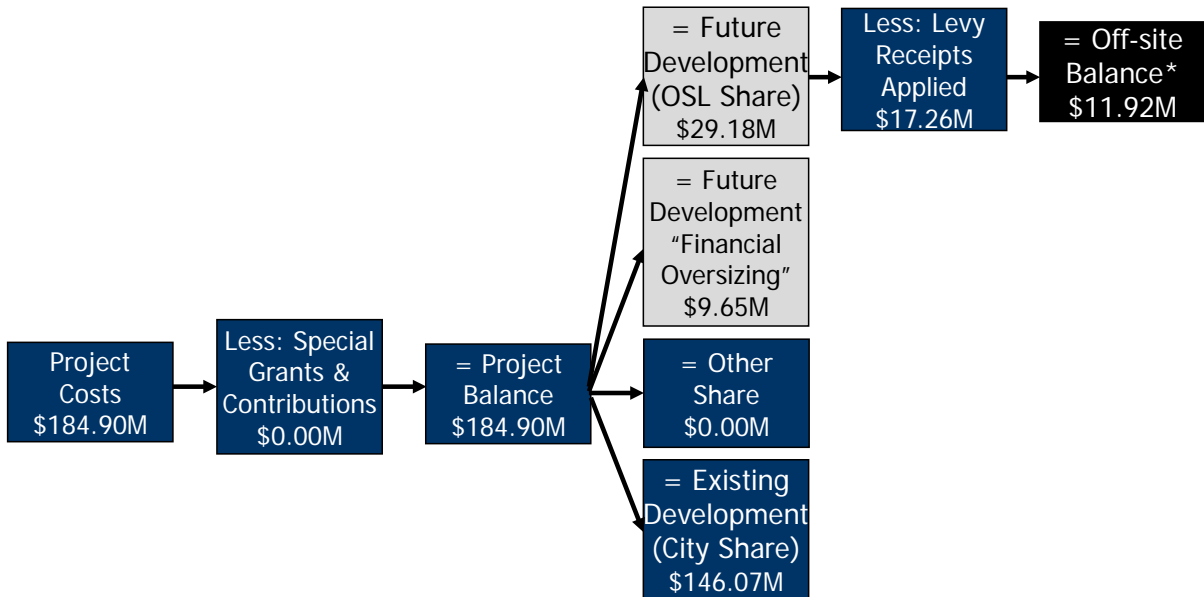 Project
Costs
$184.90M
Less: Special
Grants &
Contributions
$0.00M
= Project
Balance
$184.90M
= Future
Development
(OSL Share)
$29.18M
Less: Levy
Receipts
Applied
$17.26M
= Off-site
Balance*
$11.92M
= Future
Development
“Financial
Oversizing”
$9.65M
= Other
Share
$0.00M
= Existing
Development
(City Share)
$146.07M